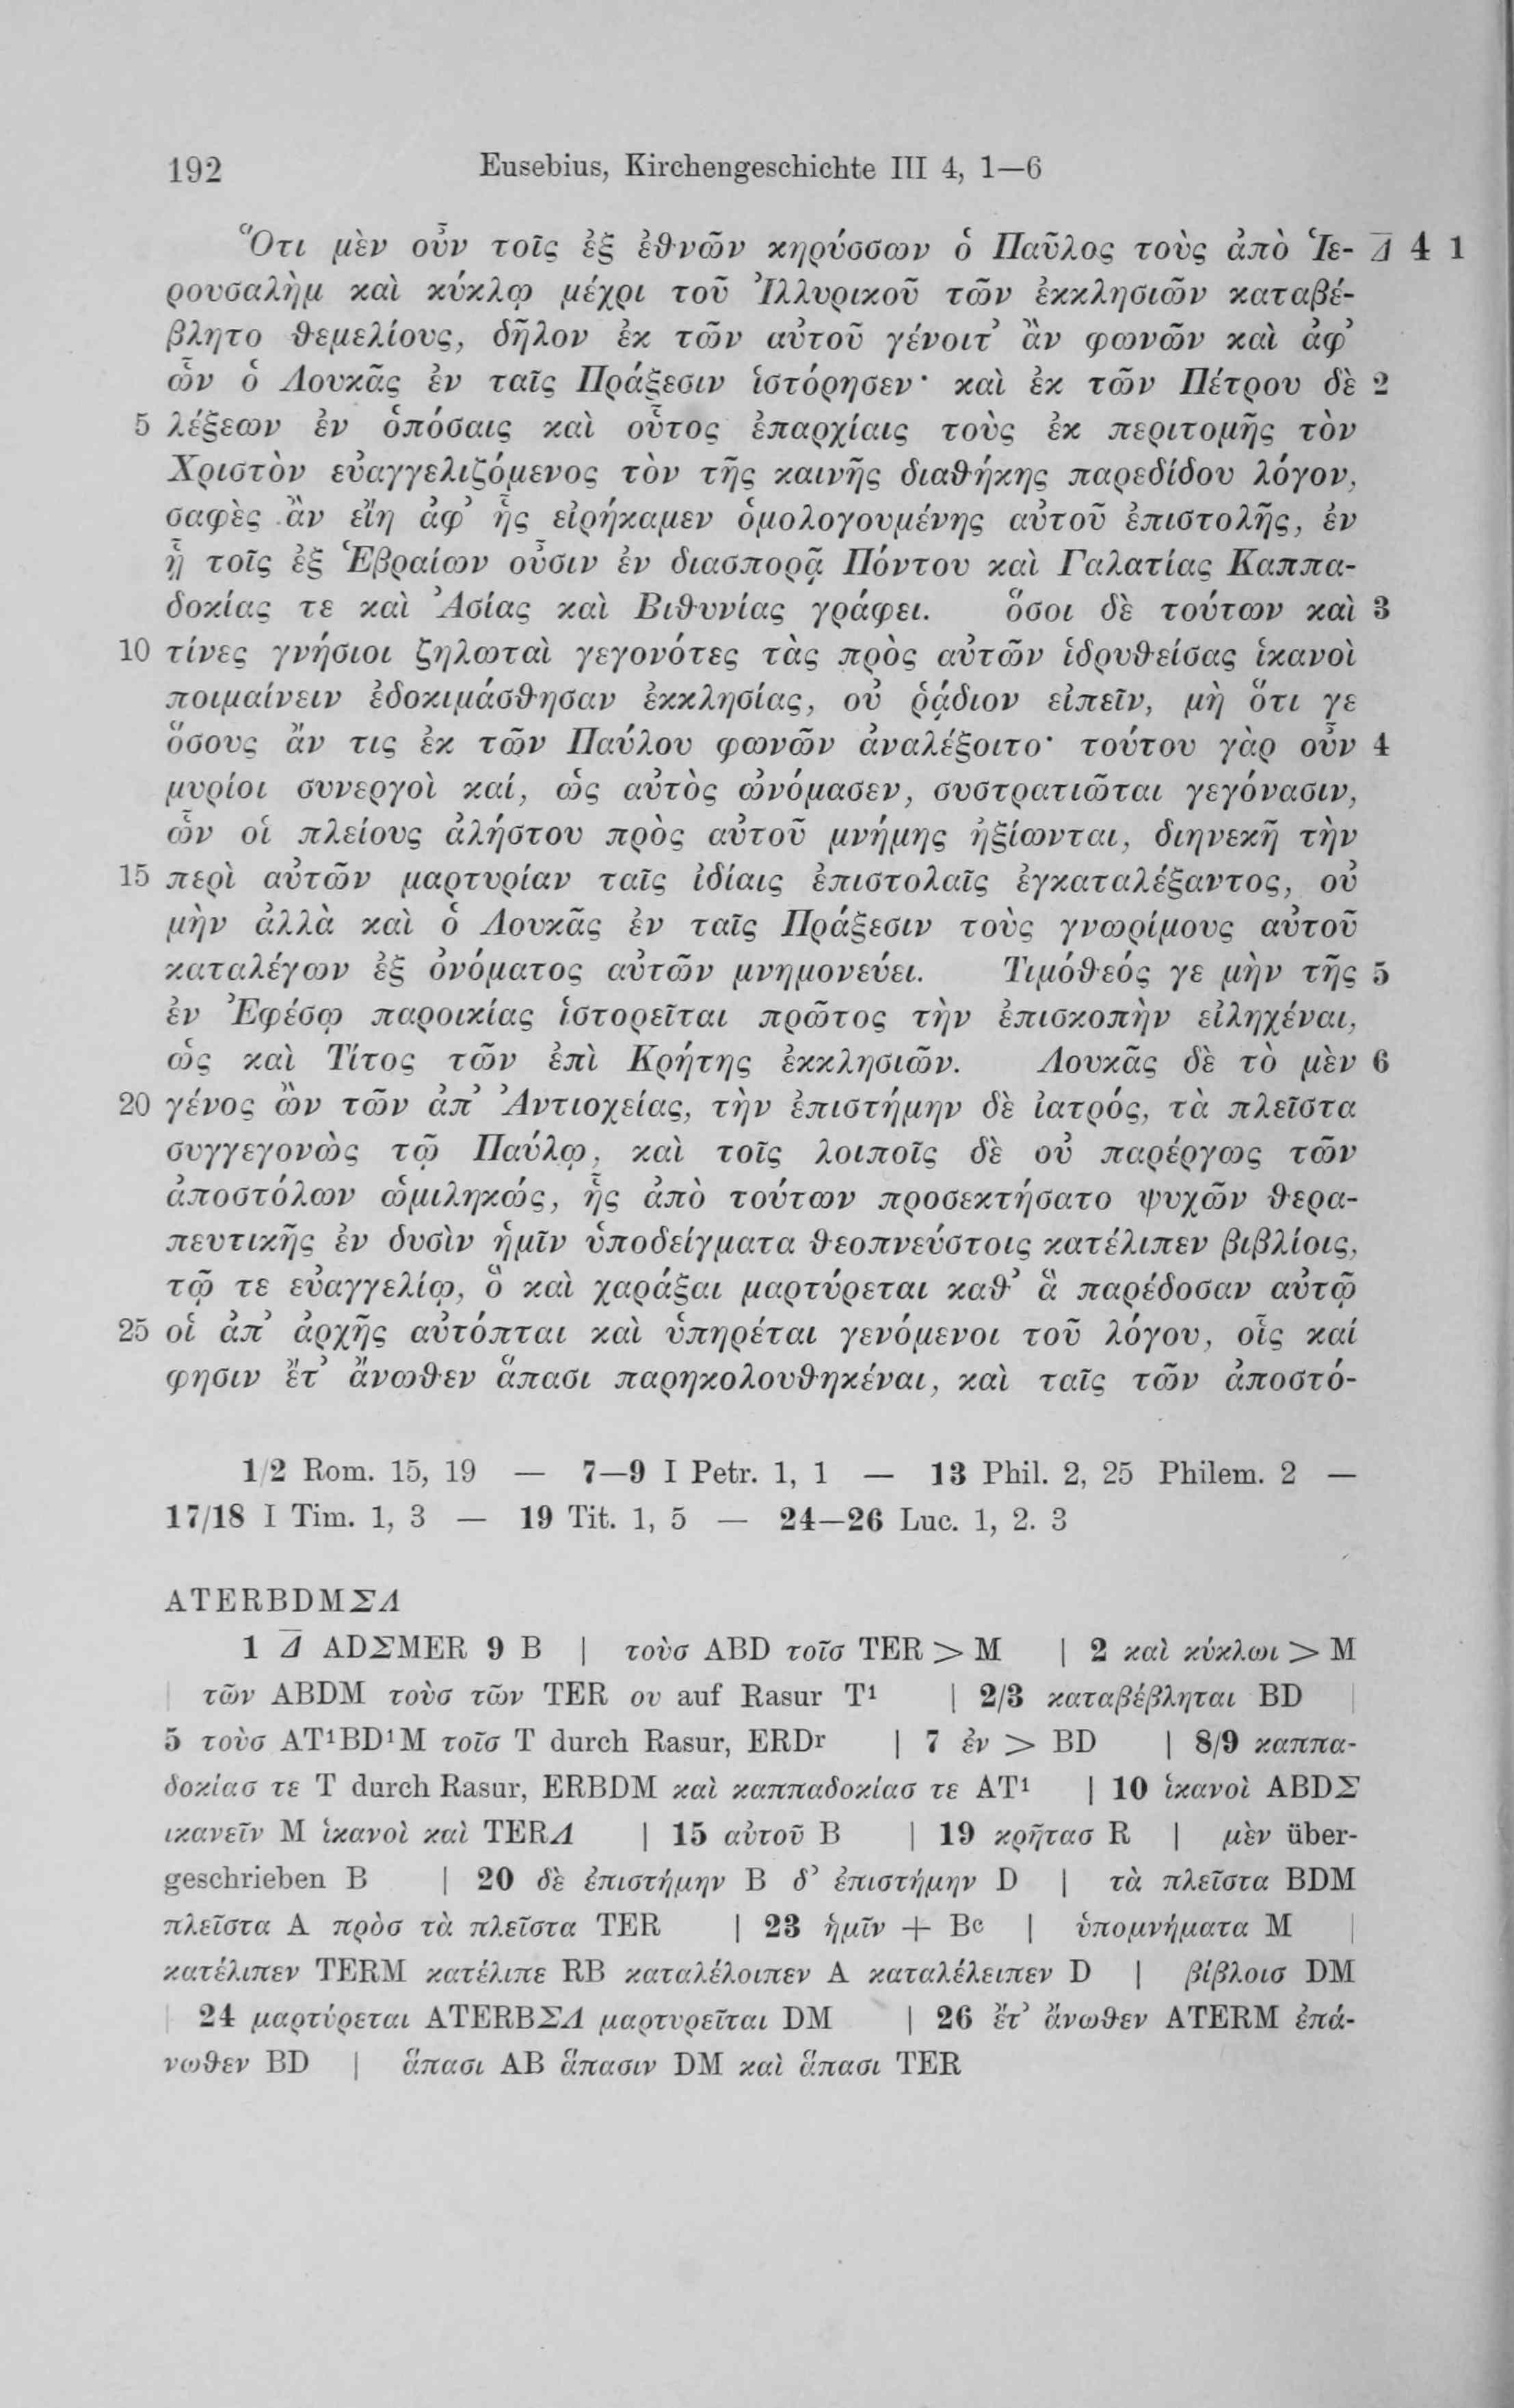 192 Eusebius, Kirchengeschichte III 4, 1—6
Ὅτι μὲν οὖν τοῖς ἐξ ἐθνῶν κηρύσσων ὁ Παῦλος τοὺς ἀπὸ Ἱε- Δ̅ 4 1
ρουσαλὴμ καὶ κύκλῳ μέχρι τοῦ Ἰλλυρικοῦ τῶν ἐκκλησιῶν καταβέ-
βλητο θεμελίους, δῆλον ἐκ τῶν αὐτοῦ γένοιτ᾽ ἂν φωνῶν καὶ ἀφ᾽
ὧν ὁ Λουκᾶς ἐν ταῖς Πράξεσιν ἱστόρησεν· καὶ ἐκ τῶν Πέτρου δὲ 2
5 λέξεων ἐν ὁπόσαις καὶ οὗτος ἐπαρχίαις τοὺς ἐκ περιτομῆς τὸν
Χριστὸν εὐαγγελιζόμενος τὸν τῆς καινῆς διαθήκης παρεδίδου λόγον,
σαφὲς ἂν εἴη ἀφ᾽ ἧς εἰρήκαμεν ὁμολογουμένης αὐτοῦ ἐπιστολῆς, ἐν
ᾗ τοῖς ἐξ Ἑβραίων οὖσιν ἐν διασπορᾷ Πόντου καὶ Γαλατίας Καππα-
δοκίας τε καὶ Ἀσίας καὶ Βιθυνίας γράφει. ὅσοι δὲ τούτων καὶ 3
10 τίνες γνήσιοι ζηλωταὶ γεγονότες τὰς πρὸς αὐτῶν ἱδρυθείσας ἱκανοὶ
ποιμαίνειν ἐδοκιμάσθησαν ἐκκλησίας, οὐ ῥᾴδιον εἰπεῖν, μὴ ὅτι γε
ὅσους ἄν τις ἐκ τῶν Παύλου φωνῶν ἀναλέξοιτο· τούτου γὰρ οὖν 4
μυρίοι συνεργοὶ καί, ὡς αὐτὸς ὠνόμασεν, συστρατιῶται γεγόνασιν,
ὧν οἱ πλείους ἀλήστου πρὸς αὐτοῦ μνήμης ἠξίωνται, διηνεκῆ τὴν
15 περὶ αὐτῶν μαρτυρίαν ταῖς ἰδίαις ἐπιστολαῖς ἐγκαταλέξαντος, οὐ
μὴν ἀλλὰ καὶ ὁ Λουκᾶς ἐν ταῖς Πράξεσιν τοὺς γνωρίμους αὐτοῦ
καταλέγων ἐξ ὀνόματος αὐτῶν μνημονεύει. Τιμόθεός γε μὴν τῆς 5
ἐν Ἐφέσῳ παροικίας ἱστορεῖται πρῶτος τὴν ἐπισκοπὴν εἰληχέναι,
ὡς καὶ Τίτος τῶν ἐπὶ Κρήτης ἐκκλησιῶν. Λουκᾶς δὲ τὸ μὲν 6
20 γένος ὢν τῶν ἀπ᾽ Ἀντιοχείας, τὴν ἐπιστήμην δὲ ἰατρός, τὰ πλεῖστα
συγγεγονὼς τῷ Παύλῳ, καὶ τοῖς λοιποῖς δὲ οὐ παρέργως τῶν
ἀποστόλων ὡμιληκώς, ἧς ἀπὸ τούτων προσεκτήσατο ψυχῶν θερα-
πευτικῆς ἐν δυσὶν ἡμῖν ὑποδείγματα θεοπνεύστοις κατέλιπεν βιβλίοις,
τῷ τε εὐαγγελίῳ, ὃ καὶ χαράξαι μαρτύρεται καθ᾽ ἃ παρέδοσαν αὐτῷ
25 οἱ ἀπ᾽ ἀρχῆς αὐτόπται καὶ ὑπηρέται γενόμενοι τοῦ λόγου, οἷς καί
φησιν ἔτ᾽ ἄνωθεν ἅπασι παρηκολουθηκέναι, καὶ ταῖς τῶν ἀποστό-
1/2 Rom. 15, 19 — 7—9 I Petr. 1, 1 — 13 Phil. 2, 25 Philem. 2 —
17/18 I Tim. 1, 3 — 19 Tit. 1, 5 — 24—26 Luc. 1, 2. 3
ATERBDMΣΛ
1 Δ̅ ADΣMER 9 B | τοὺσ ABD τοῖσ TER > M | 2 καὶ κύκλωι > M
| τῶν ABDM τοὺσ τῶν TER ου auf Rasur T¹ | 2/3 καταβέβληται BD |
5 τοὺσ AT¹BD¹M τοῖσ T durch Rasur, ERDʳ | 7 ἐν > BD | 8/9 καππα-
δοκίασ τε T durch Rasur, ERBDM καὶ καππαδοκίασ τε AT¹ | 10 ἱκανοὶ ABDΣ
ικανεῖν M ἱκανοὶ καὶ TERΛ | 15 αὐτοῦ B | 19 κρῆτασ R | μὲν über-
geschrieben B | 20 δὲ ἐπιστήμην B δ᾽ ἐπιστήμην D | τὰ πλεῖστα BDM
πλεῖστα A πρὸσ τὰ πλεῖστα TER | 23 ἡμῖν + Bᶜ | ὑπομνήματα M |
κατέλιπεν TERM κατέλιπε RB καταλέλοιπεν A καταλέλειπεν D | βίβλοισ DM
| 24 μαρτύρεται ATERBΣΛ μαρτυρεῖται DM | 26 ἔτ᾽ ἄνωθεν ATERM ἐπά-
νωθεν BD | ἅπασι AB ἅπασιν DM καὶ ἅπασι TER